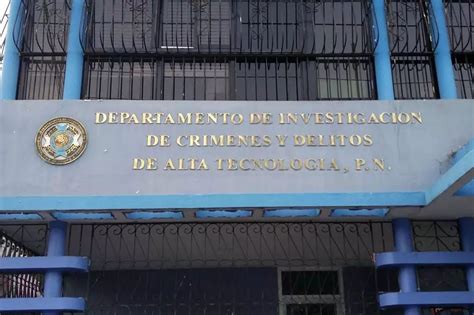 DEPARTAMENTO DE INVESTIGACION
DE CRIMENES Y DELITOS
DE ALTA TECNOLOGIA, P.N.